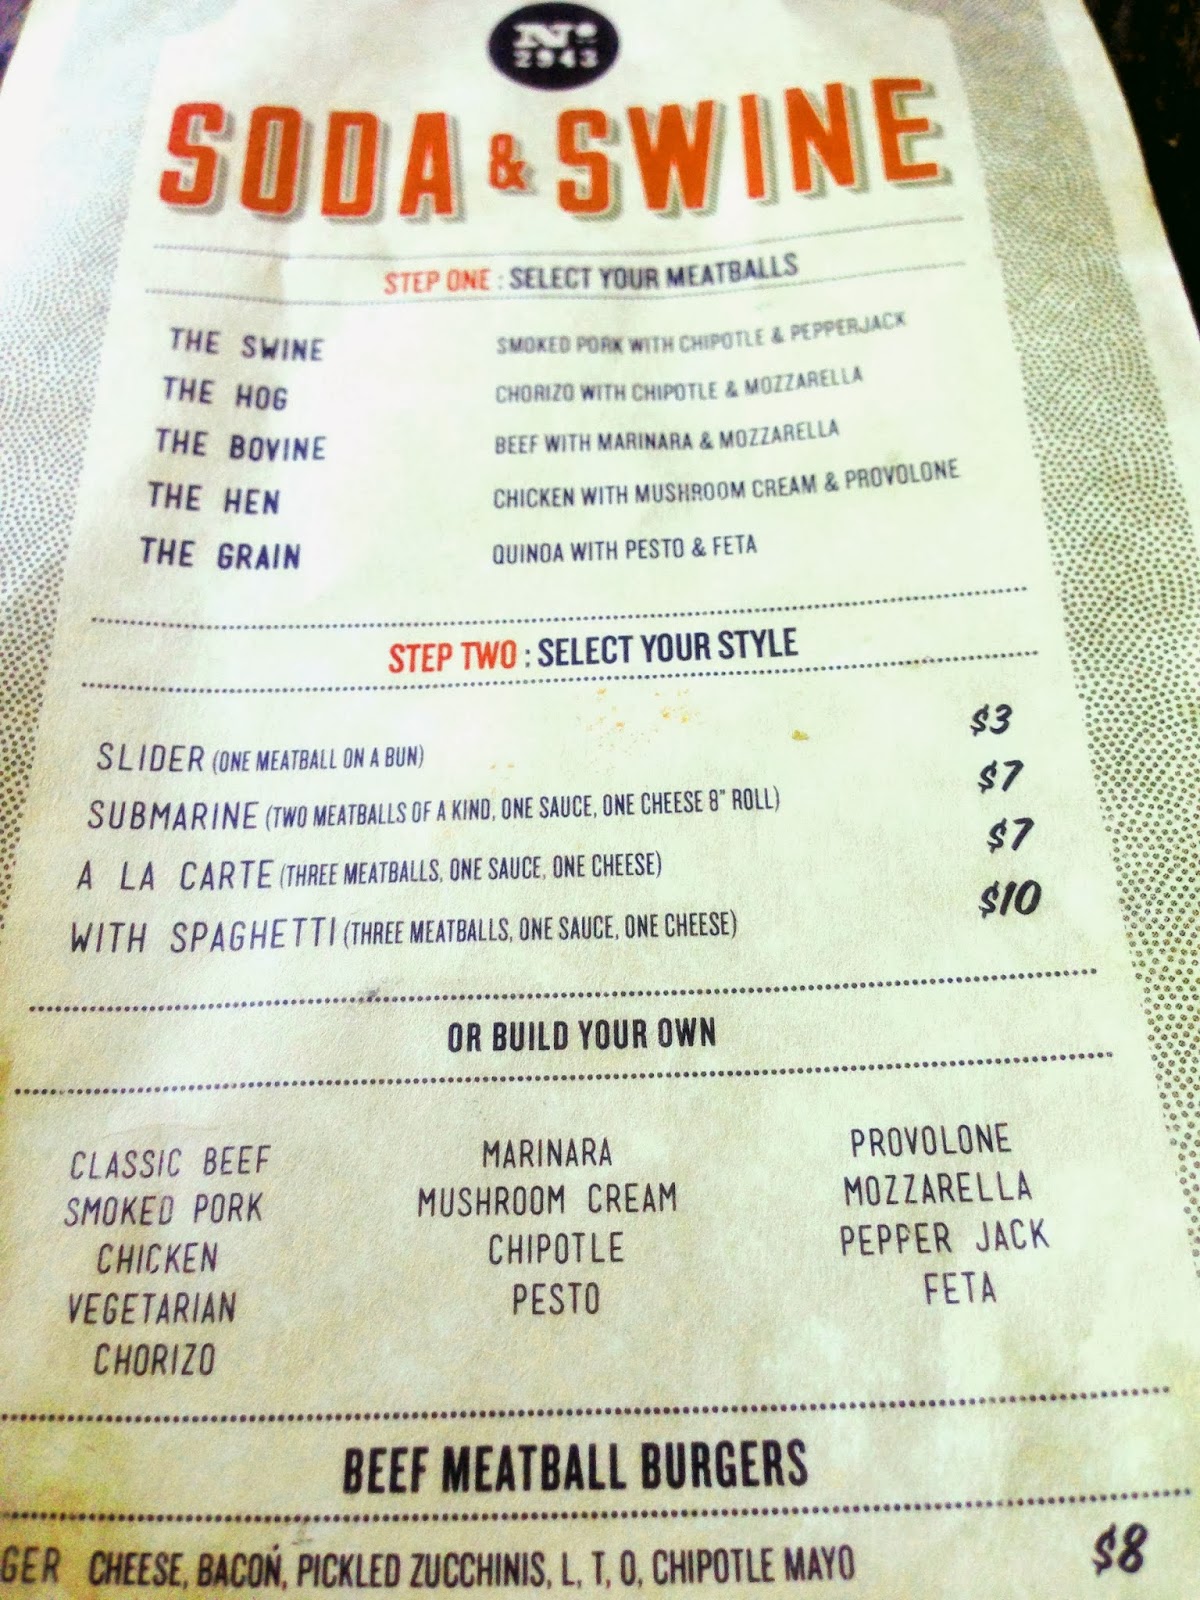 Nº
2943
SODA & SWINE
STEP ONE : SELECT YOUR MEATBALLS
THE SWINE SMOKED PORK WITH CHIPOTLE & PEPPERJACK
THE HOG CHORIZO WITH CHIPOTLE & MOZZARELLA
THE BOVINE BEEF WITH MARINARA & MOZZARELLA
THE HEN CHICKEN WITH MUSHROOM CREAM & PROVOLONE
THE GRAIN QUINOA WITH PESTO & FETA
STEP TWO : SELECT YOUR STYLE
SLIDER (ONE MEATBALL ON A BUN) $3
SUBMARINE (TWO MEATBALLS OF A KIND, ONE SAUCE, ONE CHEESE 8" ROLL) $7
A LA CARTE (THREE MEATBALLS, ONE SAUCE, ONE CHEESE) $7
WITH SPAGHETTI (THREE MEATBALLS, ONE SAUCE, ONE CHEESE) $10
OR BUILD YOUR OWN
CLASSIC BEEF MARINARA PROVOLONE
SMOKED PORK MUSHROOM CREAM MOZZARELLA
CHICKEN CHIPOTLE PEPPER JACK
VEGETARIAN PESTO FETA
CHORIZO
BEEF MEATBALL BURGERS
GER CHEESE, BACON, PICKLED ZUCCHINIS, L, T, O, CHIPOTLE MAYO $8